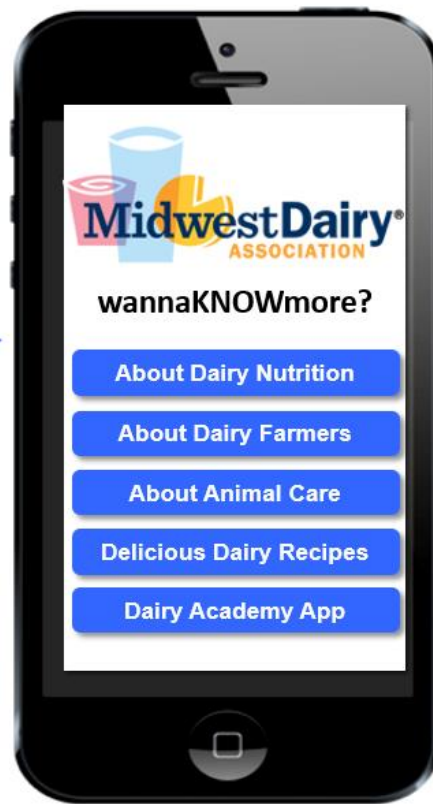 MidwestDairy®
ASSOCIATION
wannaKNOWmore?
About Dairy Nutrition
About Dairy Farmers
About Animal Care
Delicious Dairy Recipes
Dairy Academy App